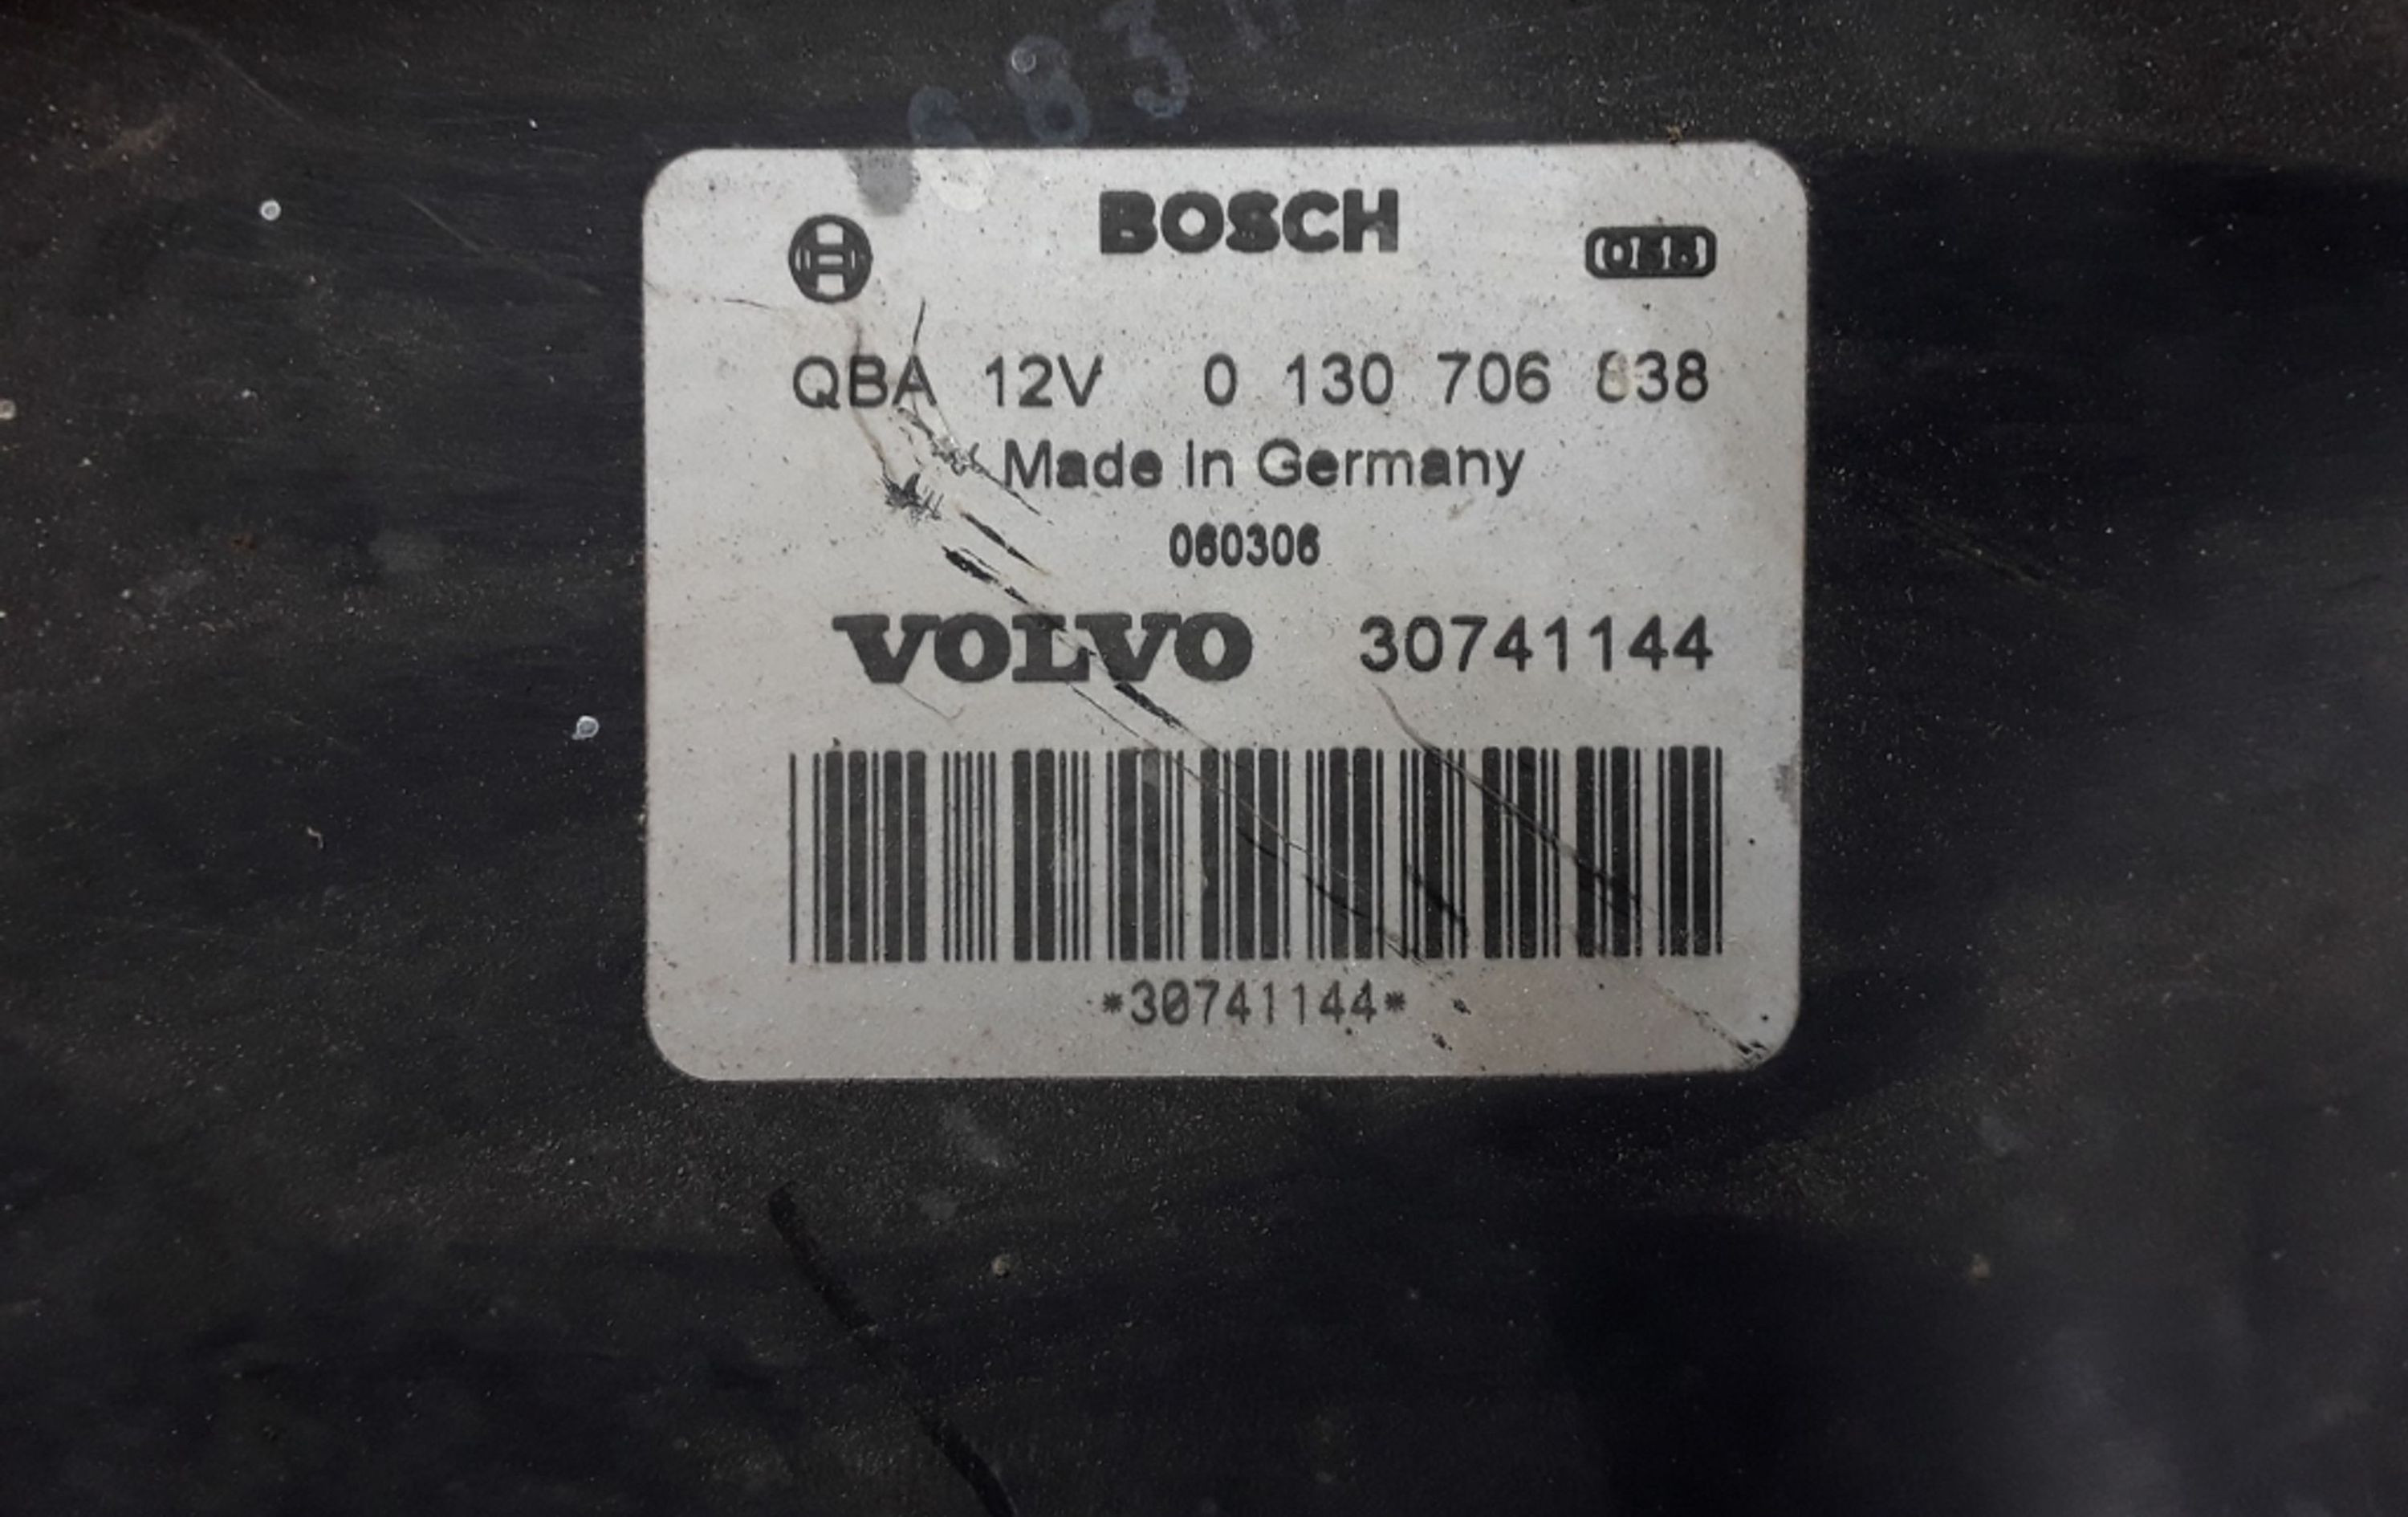 BOSCH
QBA 12V 0 130 706 838
Made in Germany
060306
VOLVO 30741144
*30741144*